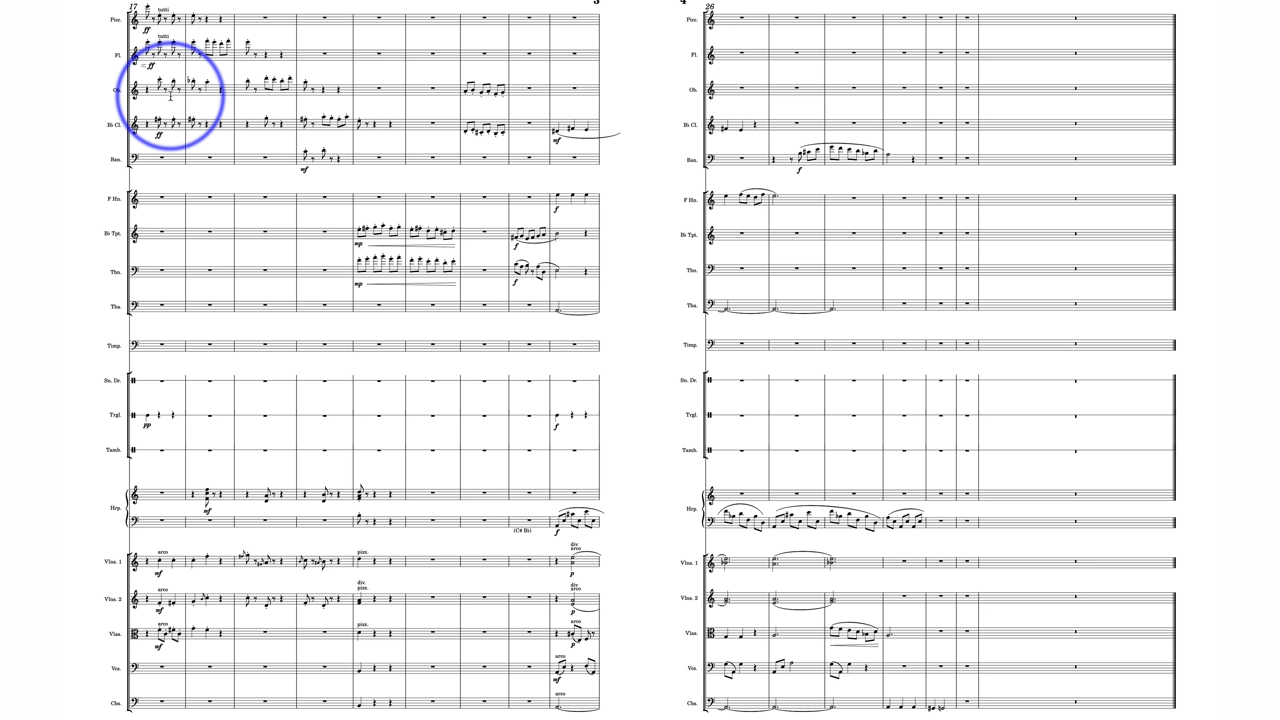 3
4
17
26
Picc.
tutti
ff
Picc.
Fl.
tutti
ff
Fl.
Ob.
Ob.
B♭ Cl.
ff
mf
B♭ Cl.
Bsn.
mf
Bsn.
f
F Hn.
f
F Hn.
B♭ Tpt.
mp
f
B♭ Tpt.
Tbn.
mp
f
Tbn.
Tba.
Tba.
Timp.
Timp.
Sn. Dr.
Sn. Dr.
Trgl.
pp
f
Trgl.
Tamb.
Tamb.
Hrp.
mf
(C# B♮)
f
Hrp.
Vlns. 1
arco
mf
pizz.
div
arco
p
Vlns. 1
Vlns. 2
arco
mf
div.
pizz.
div
arco
p
Vlns. 2
Vlas.
arco
mf
pizz.
arco
p
Vlas.
Vcs.
arco
mf
Vcs.
Cbs.
arco
Cbs.